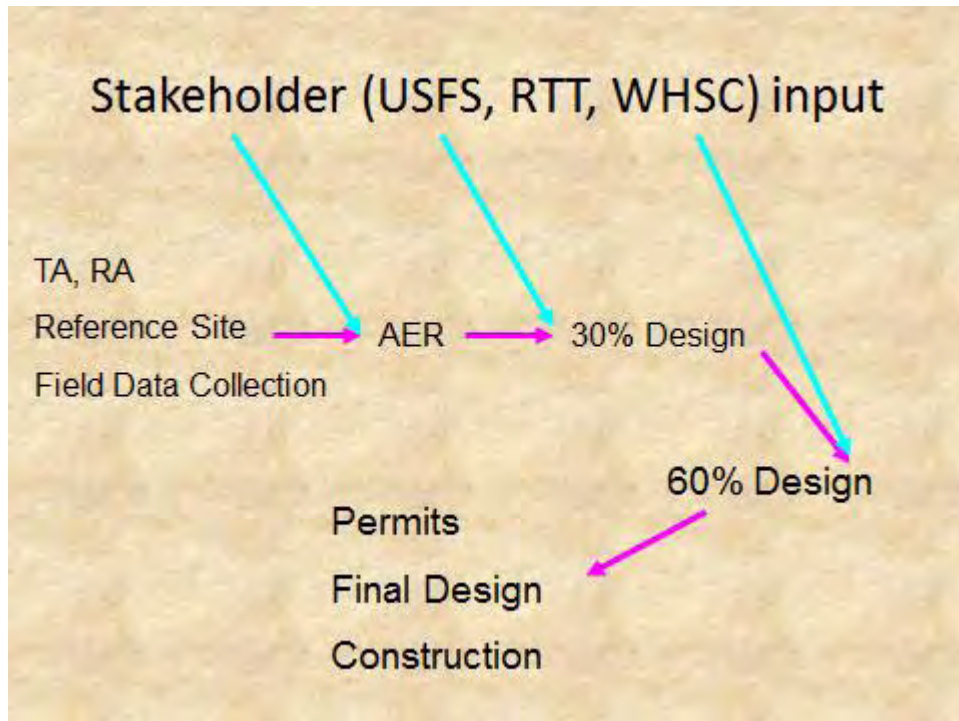 Stakeholder (USFS, RTT, WHSC) input
TA, RA
Reference Site
Field Data Collection
AER
30% Design
60% Design
Permits
Final Design
Construction